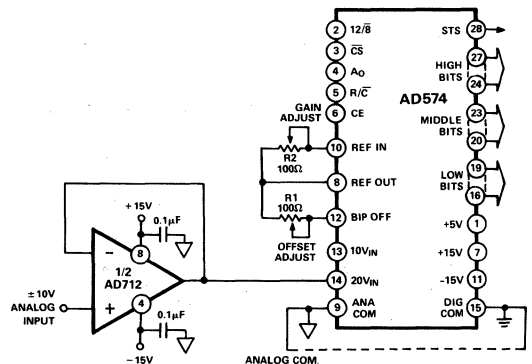 2 12/8̅
3 C̅S̅
4 AO
5 R/C̅
6 CE
GAIN
ADJUST
R2
100Ω
10 REF IN
8 REF OUT
R1
100Ω
12 BIP OFF
OFFSET
ADJUST
13 10VIN
14 20VIN
9 ANA
COM
STS 28
27
HIGH
BITS
24
AD574
23
MIDDLE
BITS
20
19
LOW
BITS
16
+5V 1
+15V 7
-15V 11
DIG
COM 15
+15V
0.1μF
8
−
1/2
AD712
+
4
0.1μF
−15V
±10V
ANALOG
INPUT
ANALOG COM.